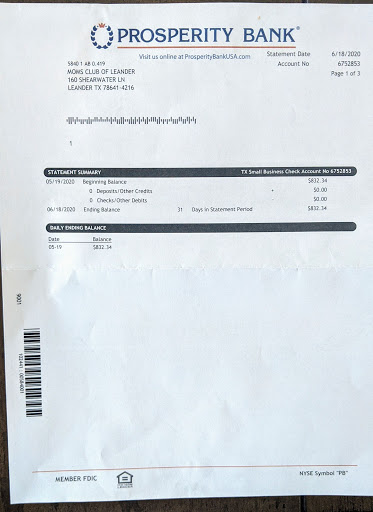 PROSPERITY BANK®
Visit us online at ProsperityBankUSA.com
Statement Date 6/18/2020
Account No 6752853
Page 1 of 3
5840 1 AB 0.419
MOMS CLUB OF LEANDER
160 SHEARWATER LN
LEANDER TX 78641-4216
1
STATEMENT SUMMARY TX Small Business Check Account No 6752853
05/19/2020 Beginning Balance $832.34
0 Deposits/Other Credits $0.00
0 Checks/Other Debits $0.00
06/18/2020 Ending Balance 31 Days in Statement Period $832.34
DAILY ENDING BALANCE
Date Balance
05-19 $832.34
9001
MEMBER FDIC
NYSE Symbol "PB"